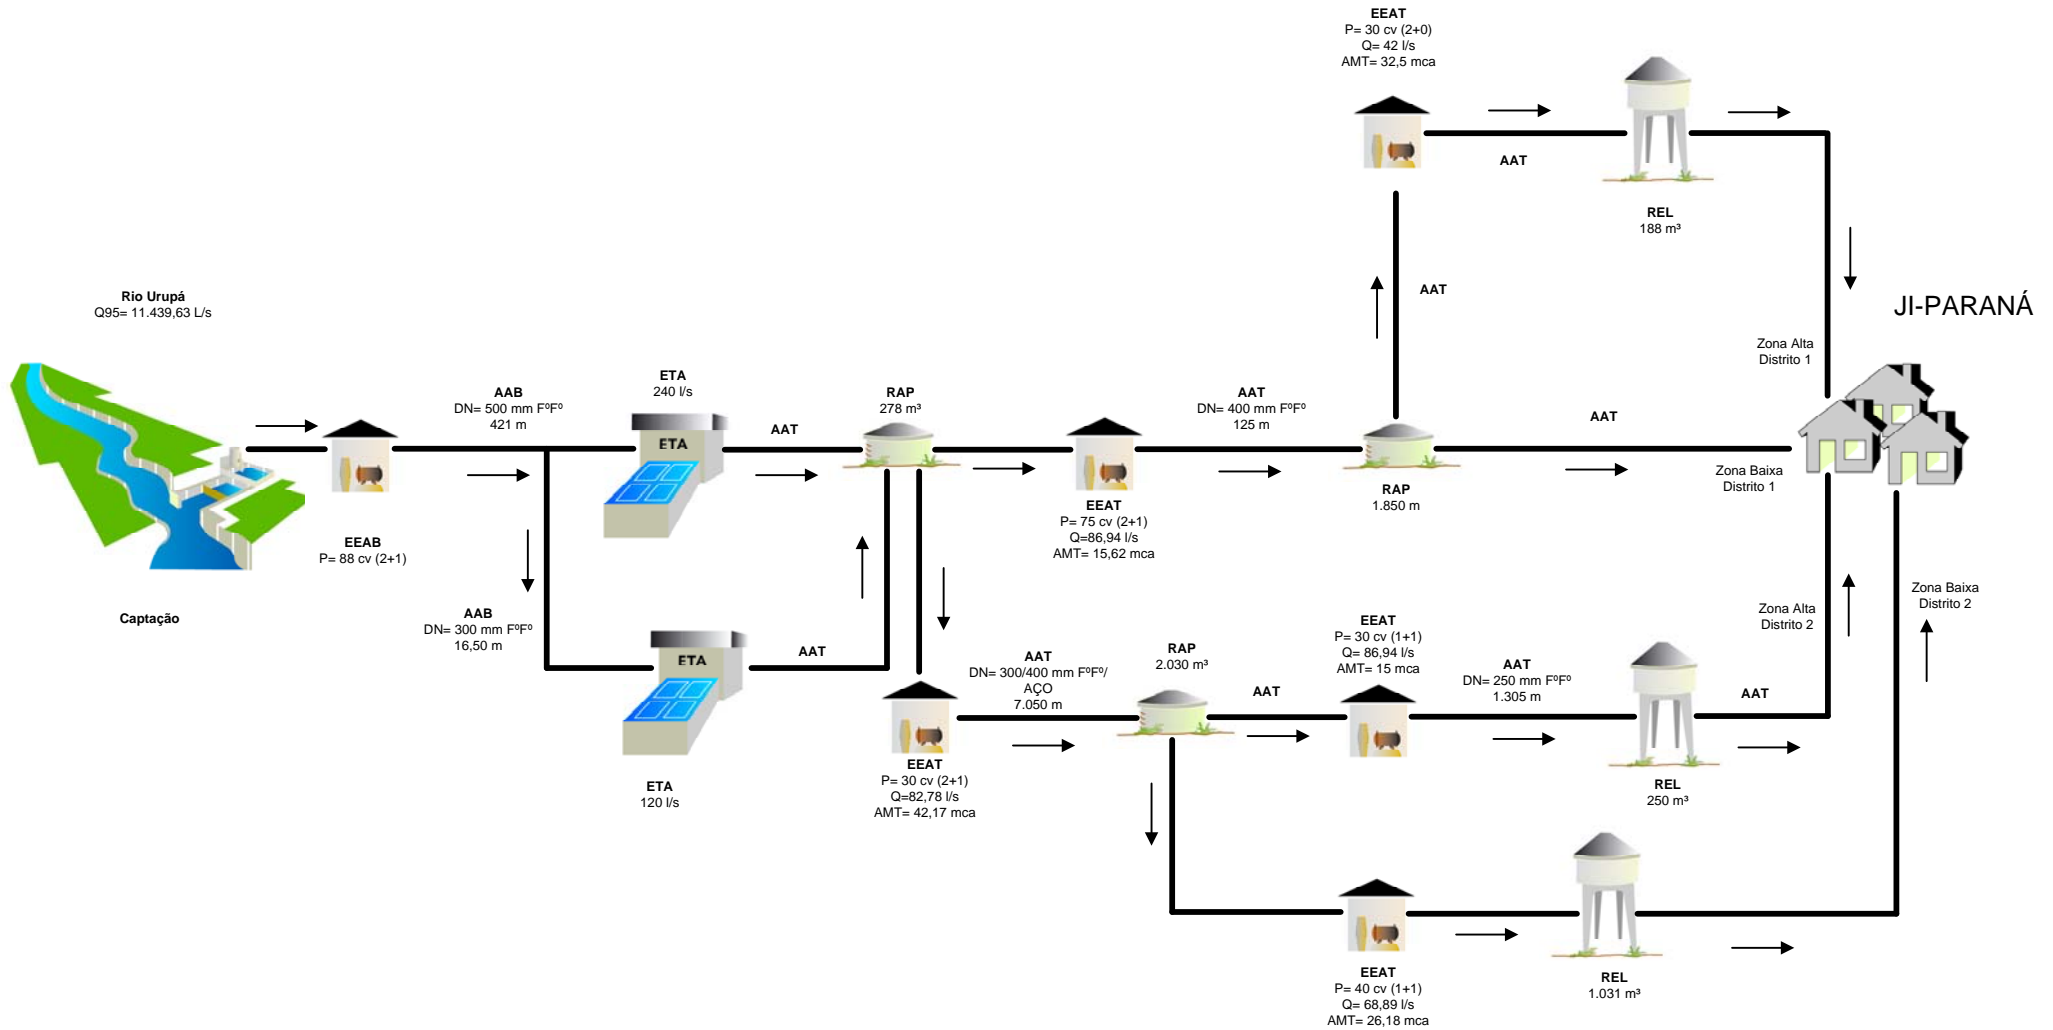 EEAT
P= 30 cv (2+0)
Q= 42 l/s
AMT= 32,5 mca
AAT
REL
188 m³
AAT
Rio Urupá
Q95= 11.439,63 L/s
JI-PARANÁ
Zona Alta
Distrito 1
AAB
DN= 500 mm FºFº
421 m
ETA
240 l/s
ETA
AAT
RAP
278 m³
AAT
DN= 400 mm FºFº
125 m
AAT
EEAB
P= 88 cv (2+1)
EEAT
P= 75 cv (2+1)
Q=86,94 l/s
AMT= 15,62 mca
RAP
1.850 m
Zona Baixa
Distrito 1
Captação
AAB
DN= 300 mm FºFº
16,50 m
ETA
AAT
ETA
120 l/s
EEAT
P= 30 cv (2+1)
Q=82,78 l/s
AMT= 42,17 mca
AAT
DN= 300/400 mm FºFº/
AÇO
7.050 m
RAP
2.030 m³
AAT
EEAT
P= 30 cv (1+1)
Q= 86,94 l/s
AMT= 15 mca
AAT
DN= 250 mm FºFº
1.305 m
AAT
REL
250 m³
Zona Alta
Distrito 2
Zona Baixa
Distrito 2
EEAT
P= 40 cv (1+1)
Q= 68,89 l/s
AMT= 26,18 mca
REL
1.031 m³